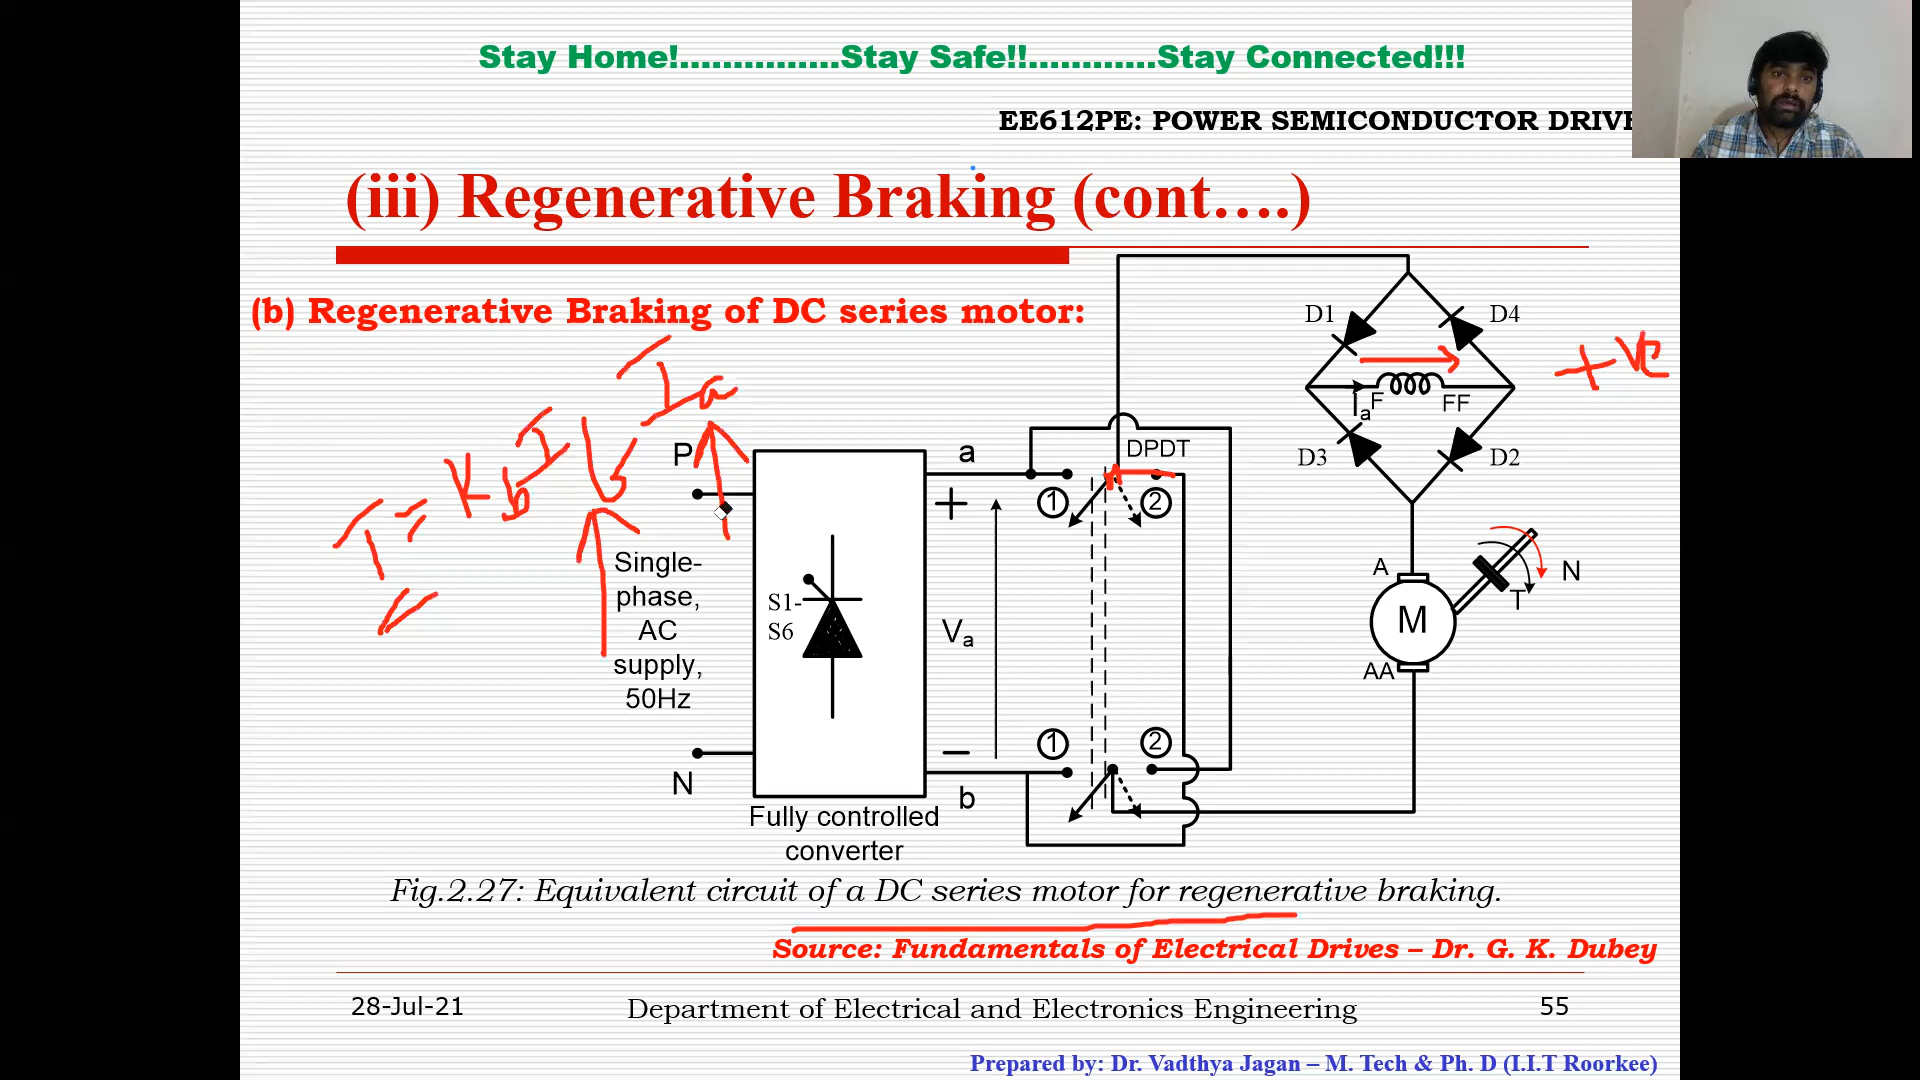 Stay Home!...............Stay Safe!!............Stay Connected!!!
EE612PE: POWER SEMICONDUCTOR DRIVE
(iii) Regenerative Braking (cont....)
(b) Regenerative Braking of DC series motor:
D1
D4
+ve
Ia
F
FF
D3
D2
T = Kb If Ia
P
a
DPDT
+
1
2
Single-
phase,
AC
supply,
50Hz
S1-
S6
Va
A
M
AA
N
T
1
2
N
−
b
Fully controlled
converter
Fig.2.27: Equivalent circuit of a DC series motor for regenerative braking.
Source: Fundamentals of Electrical Drives – Dr. G. K. Dubey
28-Jul-21
Department of Electrical and Electronics Engineering
55
Prepared by: Dr. Vadthya Jagan – M. Tech & Ph. D (I.I.T Roorkee)